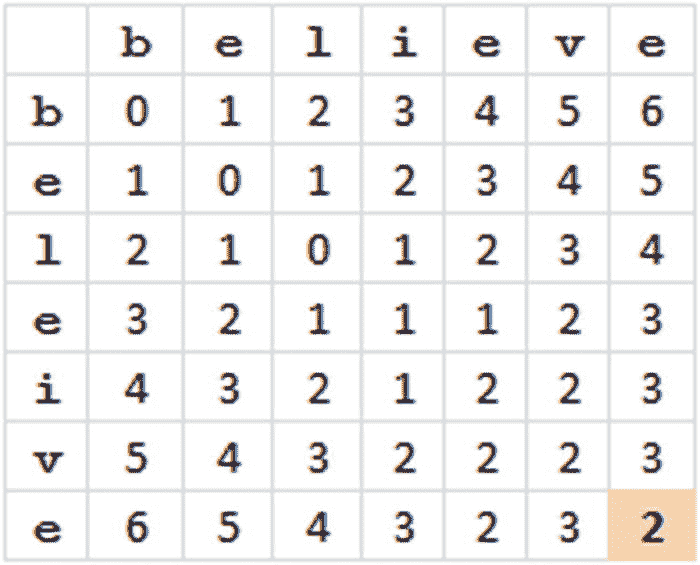 b e l i e v e
b 0 1 2 3 4 5 6
e 1 0 1 2 3 4 5
l 2 1 0 1 2 3 4
e 3 2 1 1 1 2 3
i 4 3 2 1 2 2 3
v 5 4 3 2 2 2 3
e 6 5 4 3 2 3 2